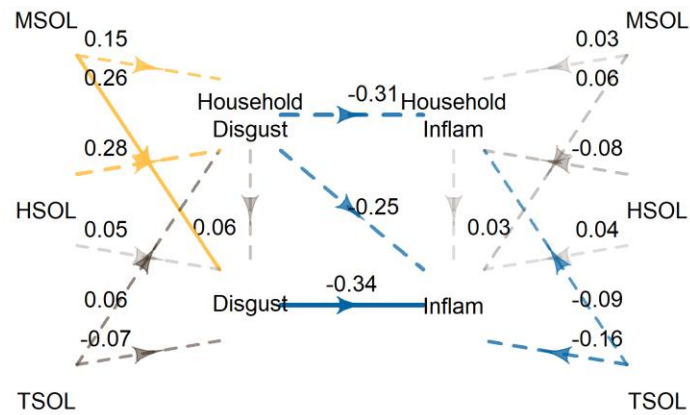 MSOL
MSOL
0.15
0.03
0.26
0.06
Household
Disgust
-0.31
Household
Inflam
0.28
-0.08
HSOL
HSOL
0.05
0.06
-0.25
0.03
0.04
0.06
Disgust
-0.34
Inflam
-0.09
-0.07
-0.16
TSOL
TSOL